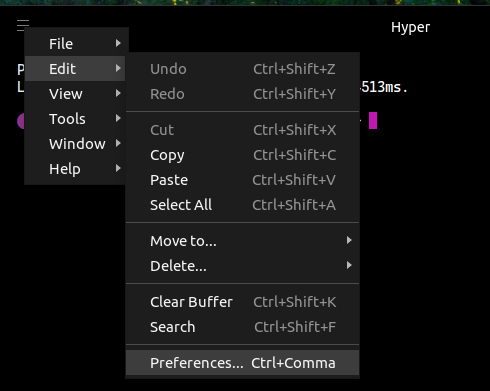 Hyper
File
Edit
View
Tools
Window
Help
Undo Ctrl+Shift+Z
Redo Ctrl+Shift+Y
Cut Ctrl+Shift+X
Copy Ctrl+Shift+C
Paste Ctrl+Shift+V
Select All Ctrl+Shift+A
Move to...
Delete...
Clear Buffer Ctrl+Shift+K
Search Ctrl+Shift+F
Preferences... Ctrl+Comma
513ms.